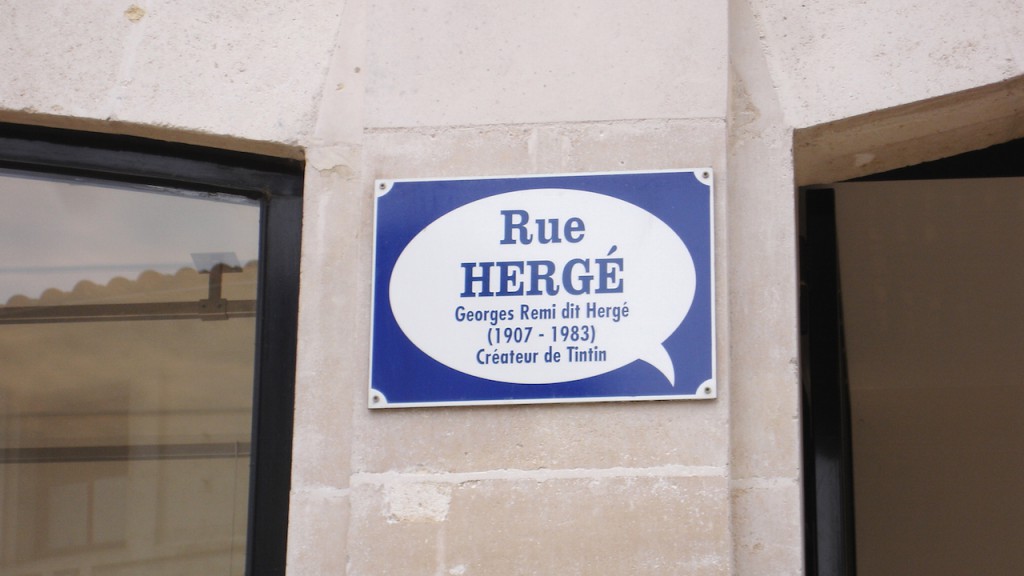 Rue
HERGÉ
Georges Remi dit Hergé
(1907 - 1983)
Créateur de Tintin